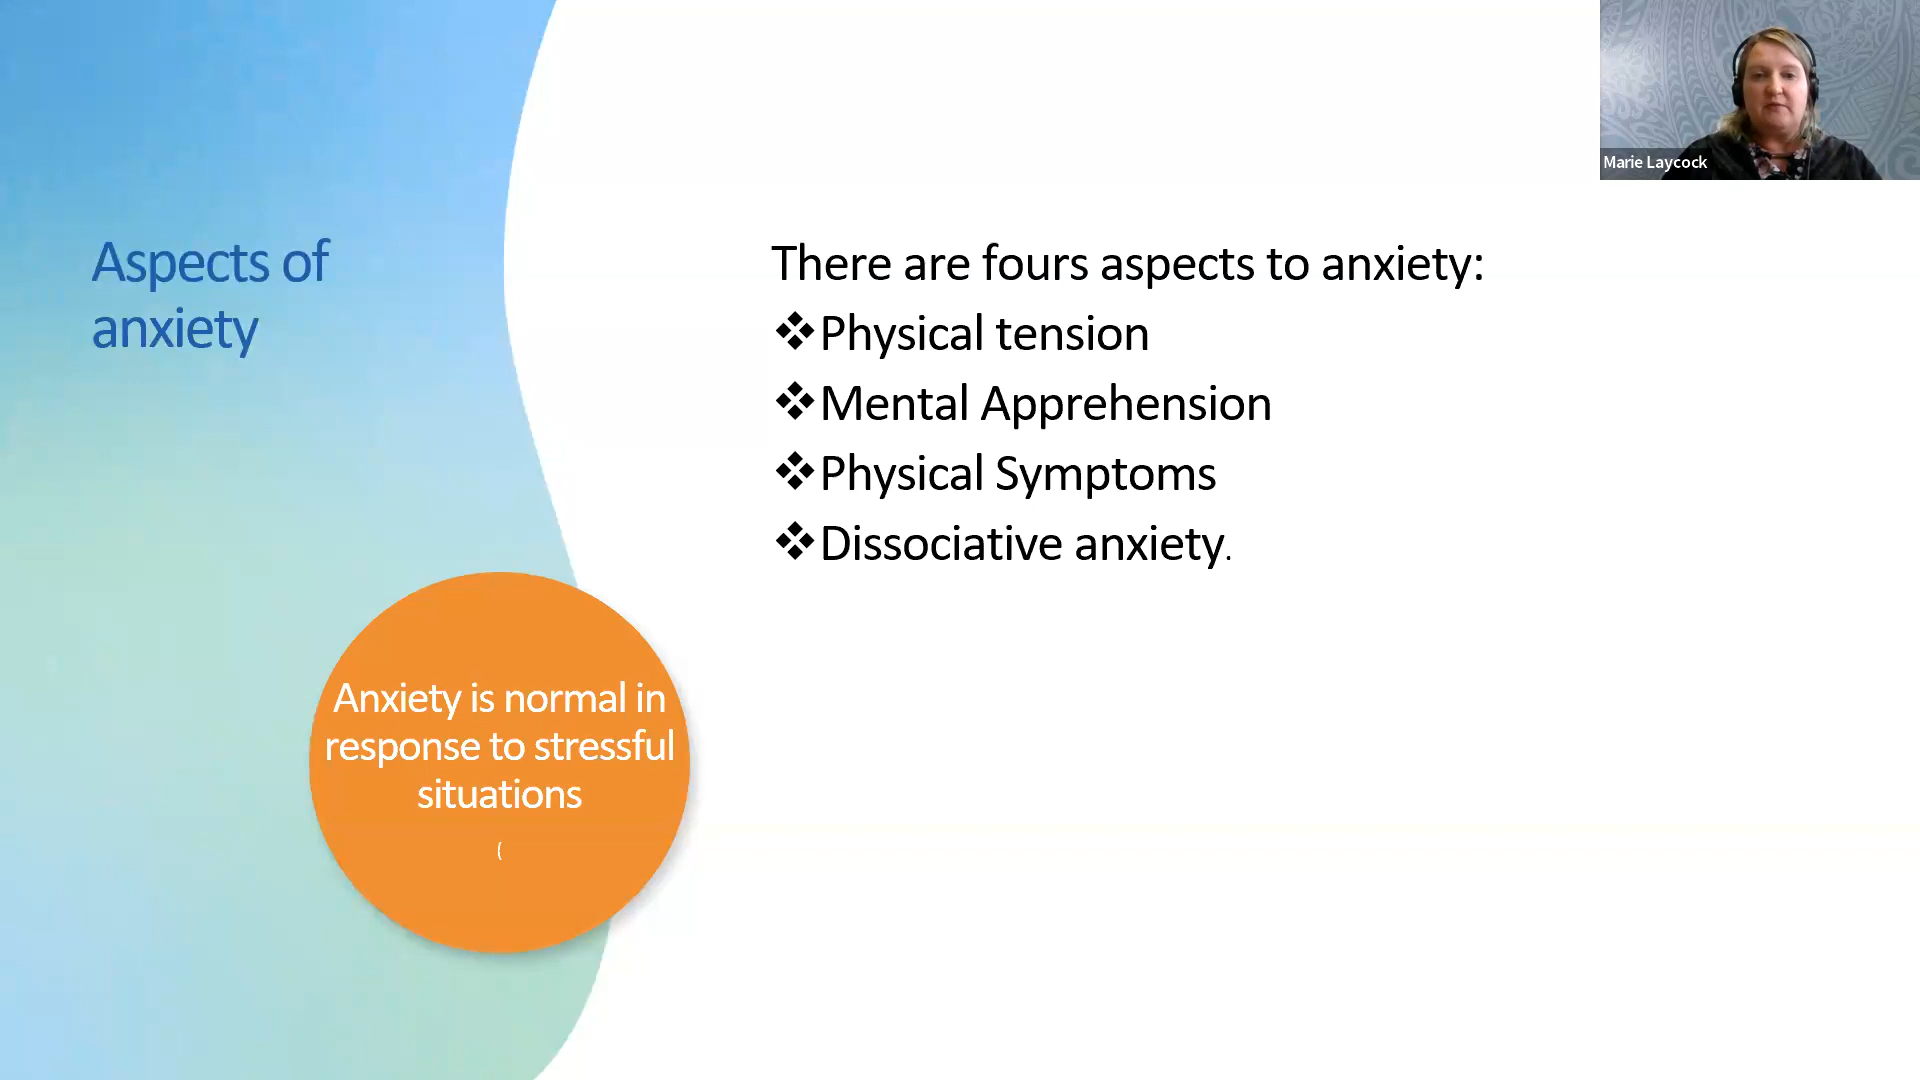 Marie Laycock
Aspects of
anxiety
There are fours aspects to anxiety:
❖Physical tension
❖Mental Apprehension
❖Physical Symptoms
❖Dissociative anxiety.
Anxiety is normal in
response to stressful
situations
(